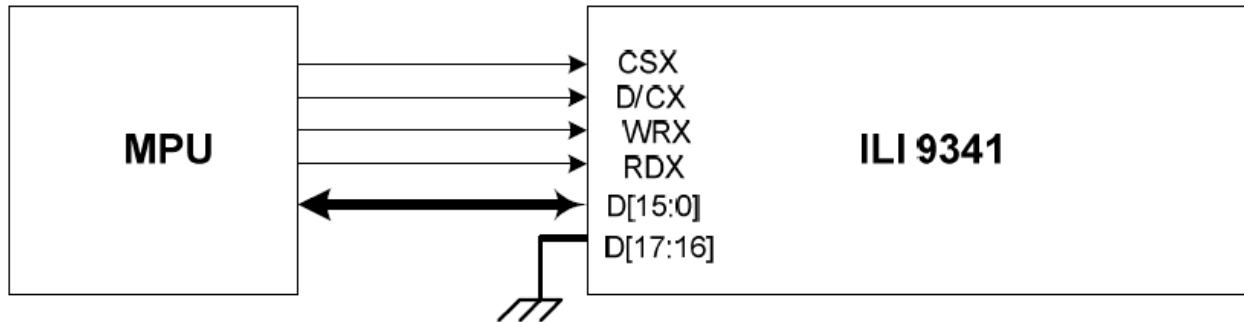 MPU
CSX
D/CX
WRX
RDX
D[15:0]
D[17:16]
ILI 9341